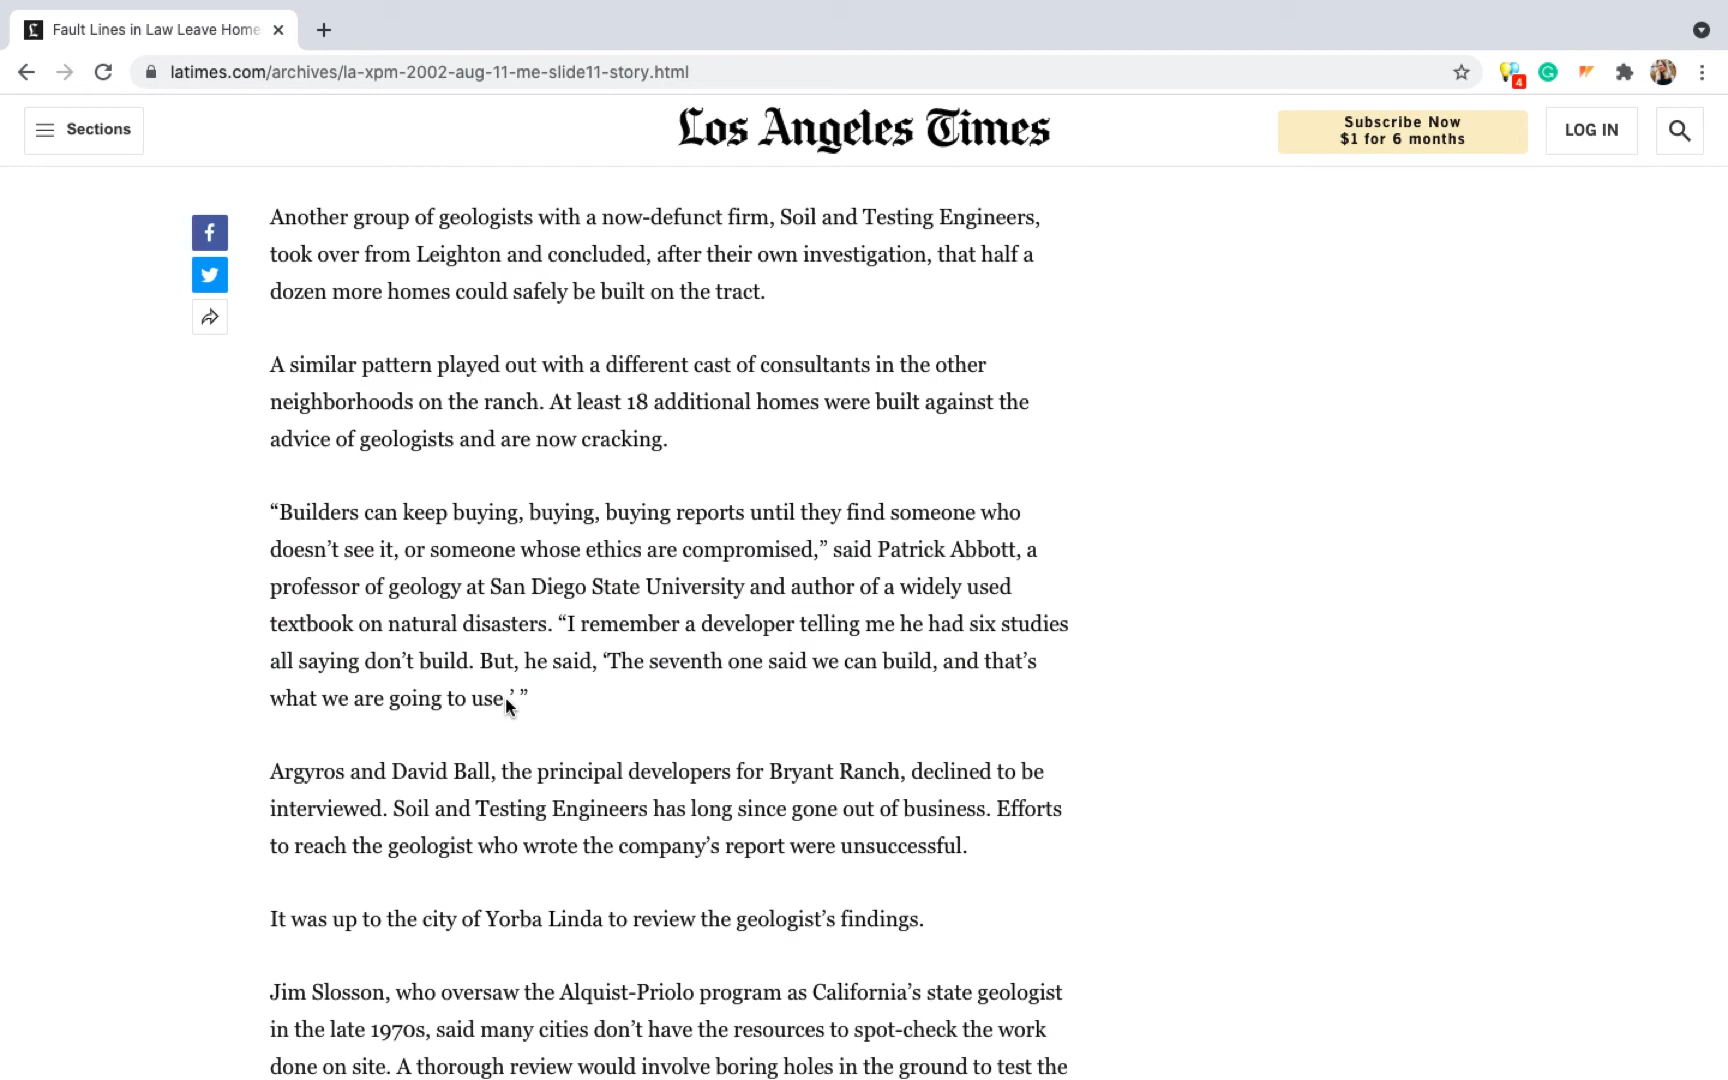 Fault Lines in Law Leave Home
latimes.com/archives/la-xpm-2002-aug-11-me-slide11-story.html
4
Sections
Los Angeles Times
Subscribe Now
$1 for 6 months
LOG IN
Another group of geologists with a now-defunct firm, Soil and Testing Engineers,
took over from Leighton and concluded, after their own investigation, that half a
dozen more homes could safely be built on the tract.
A similar pattern played out with a different cast of consultants in the other
neighborhoods on the ranch. At least 18 additional homes were built against the
advice of geologists and are now cracking.
“Builders can keep buying, buying, buying reports until they find someone who
doesn’t see it, or someone whose ethics are compromised,” said Patrick Abbott, a
professor of geology at San Diego State University and author of a widely used
textbook on natural disasters. “I remember a developer telling me he had six studies
all saying don’t build. But, he said, ‘The seventh one said we can build, and that’s
what we are going to use.’ ”
Argyros and David Ball, the principal developers for Bryant Ranch, declined to be
interviewed. Soil and Testing Engineers has long since gone out of business. Efforts
to reach the geologist who wrote the company’s report were unsuccessful.
It was up to the city of Yorba Linda to review the geologist’s findings.
Jim Slosson, who oversaw the Alquist-Priolo program as California’s state geologist
in the late 1970s, said many cities don’t have the resources to spot-check the work
done on site. A thorough review would involve boring holes in the ground to test the